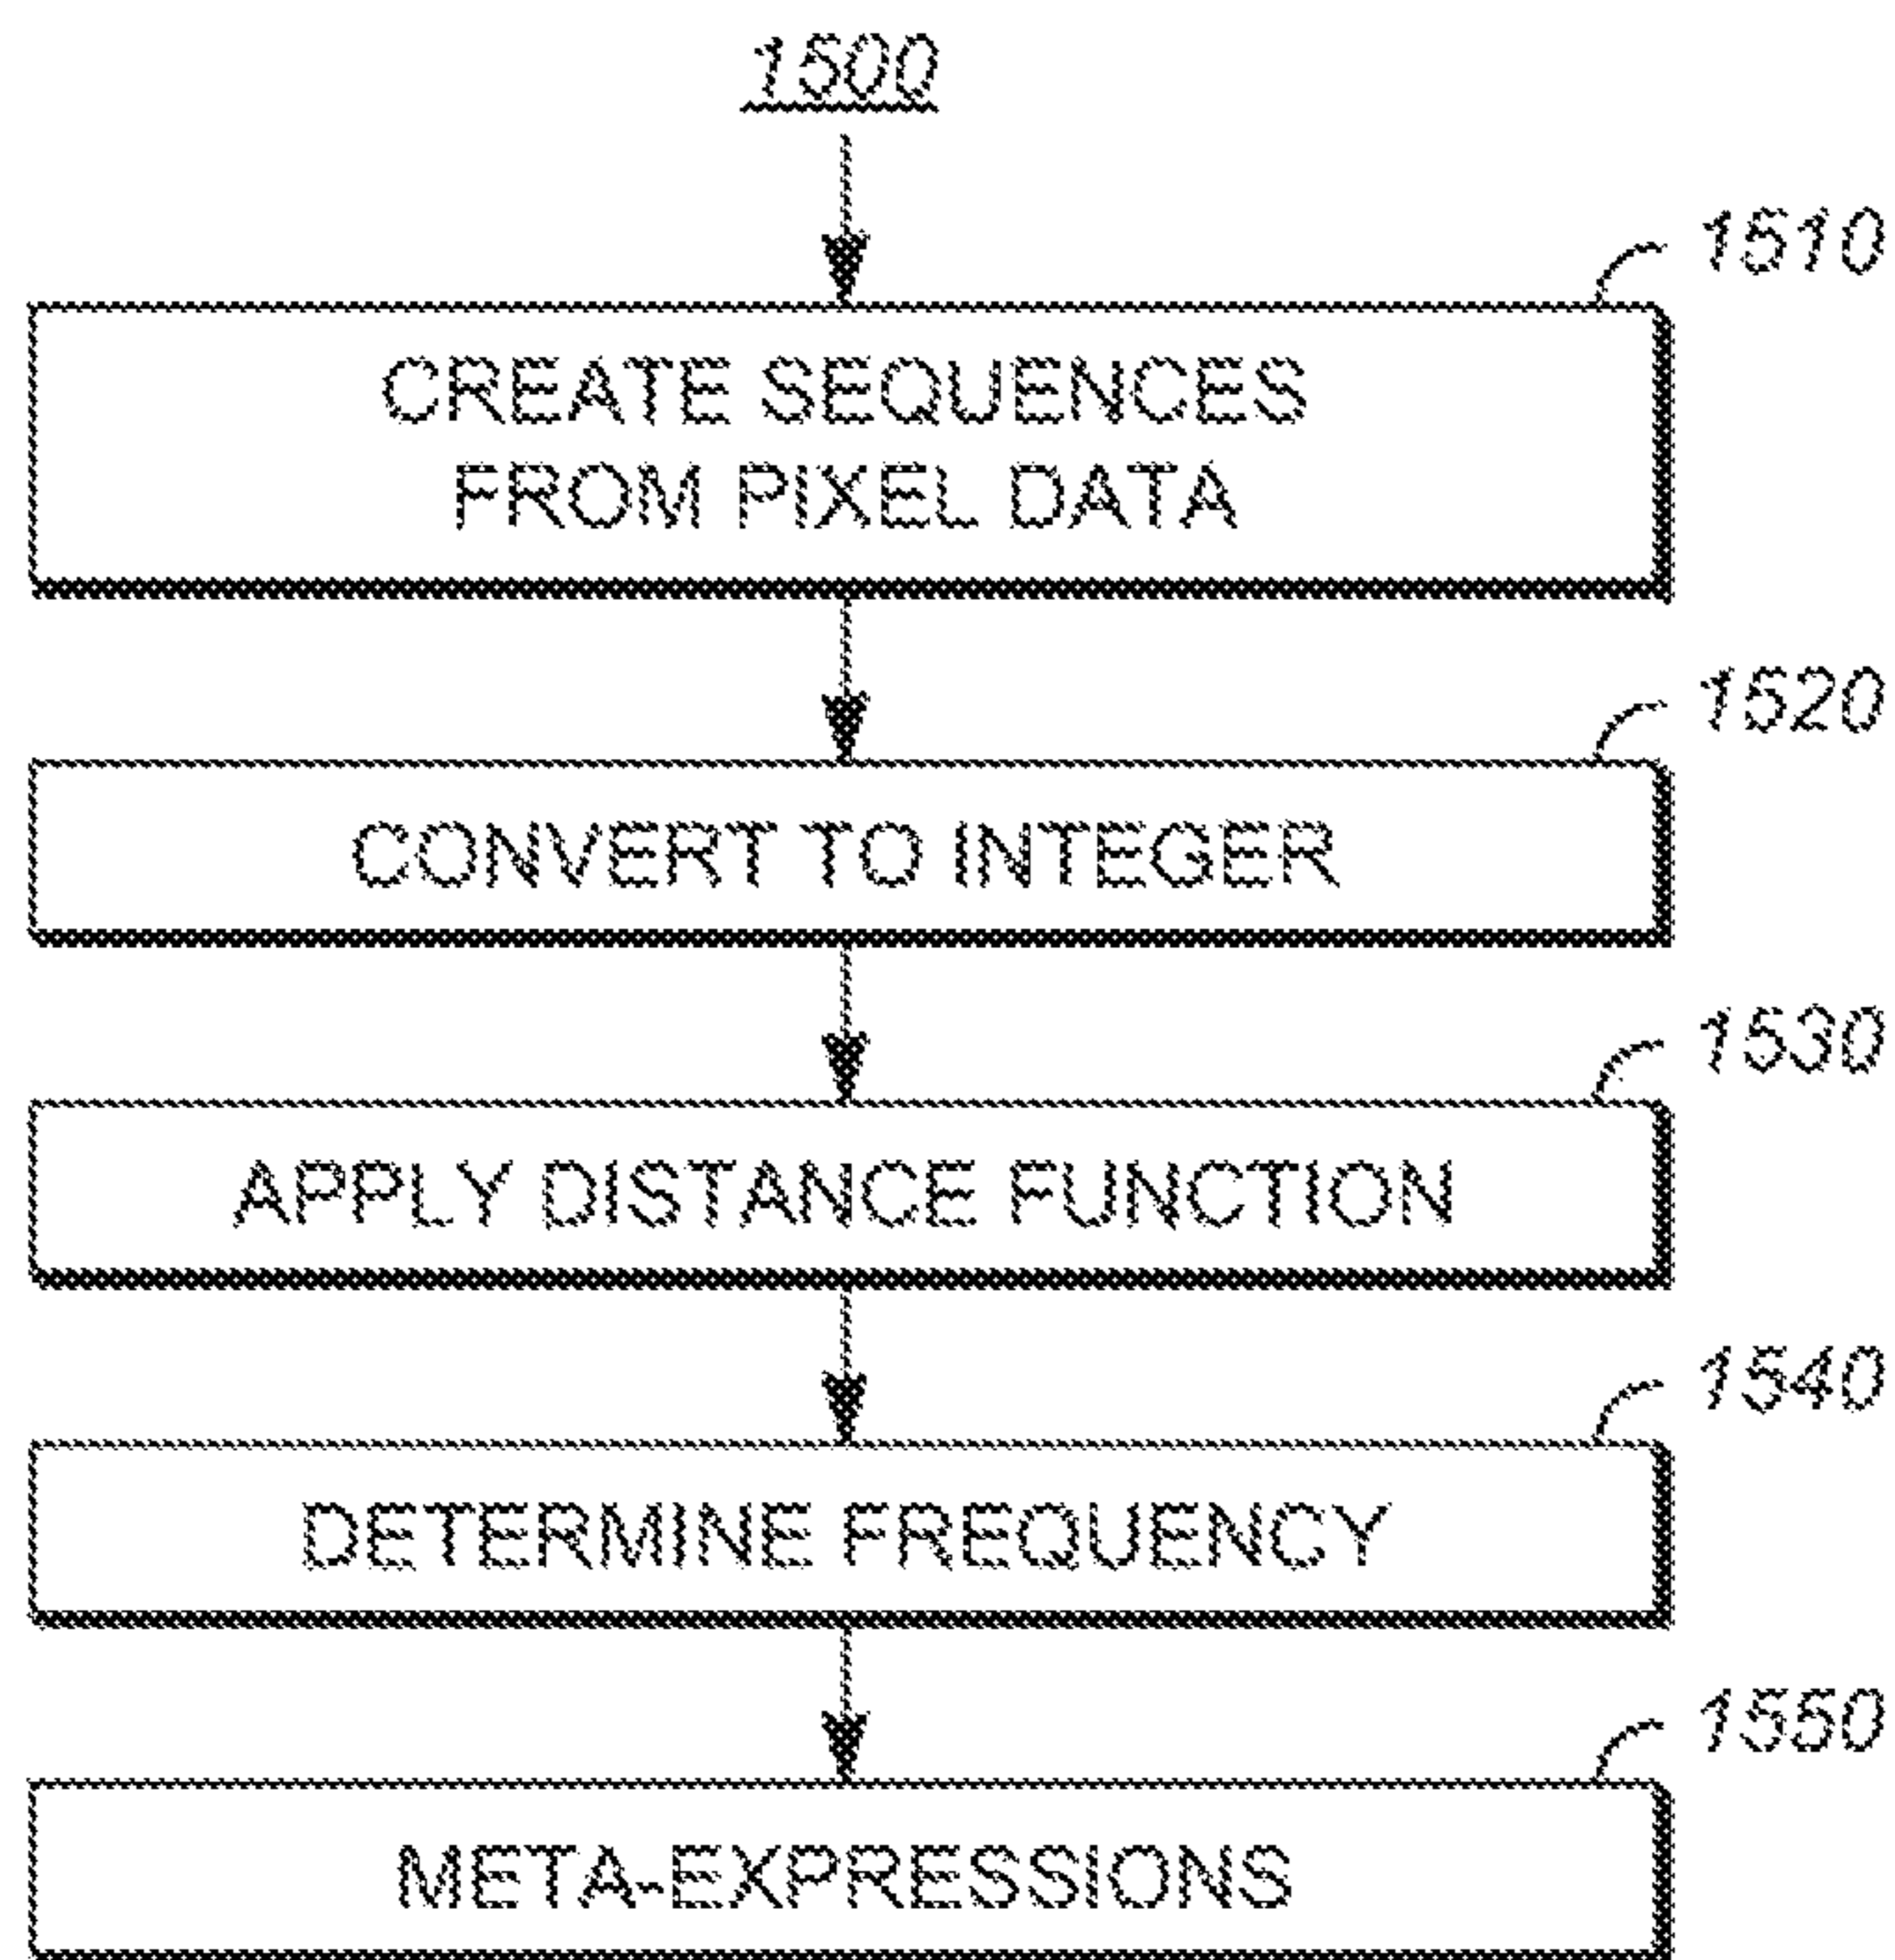 1500
1510
CREATE SEQUENCES
FROM PIXEL DATA
1520
CONVERT TO INTEGER
1530
APPLY DISTANCE FUNCTION
1540
DETERMINE FREQUENCY
1550
META-EXPRESSIONS